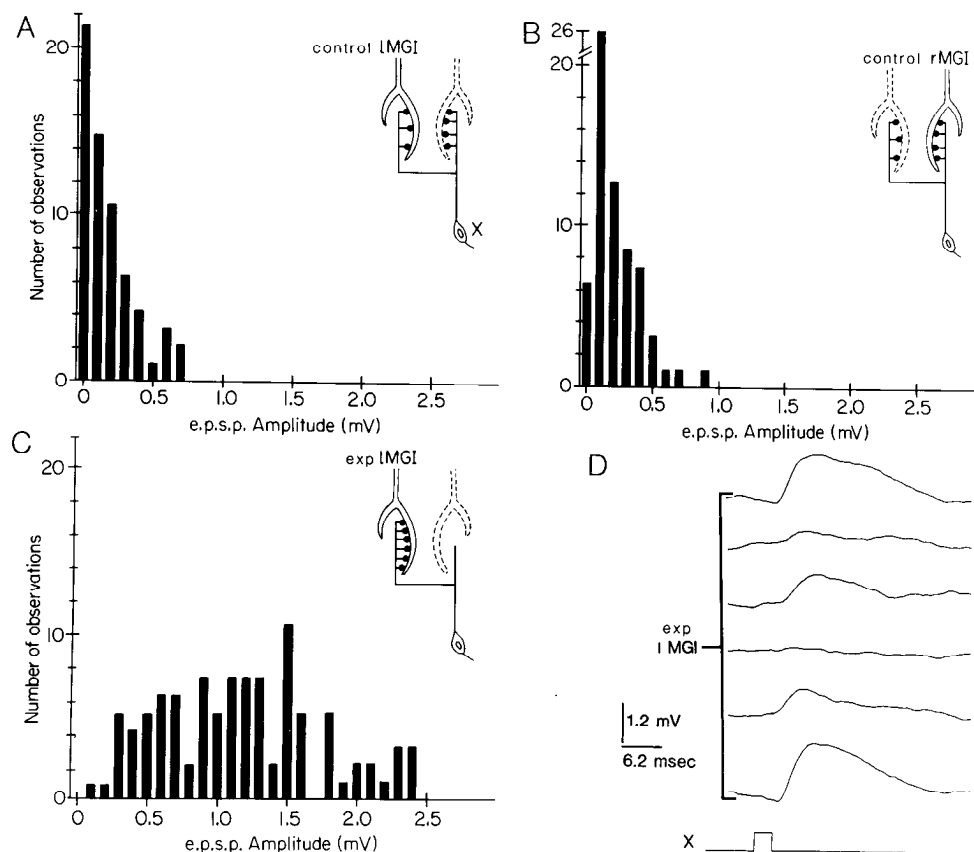 A
control lMGI
20
10
0
Number of observations
X
0 0.5 1.0 1.5 2.0 2.5
e.p.s.p. Amplitude (mV)
B
control rMGI
26
20
10
0
0 0.5 1.0 1.5 2.0 2.5
e.p.s.p. Amplitude (mV)
C
exp lMGI
20
10
0
Number of observations
0 0.5 1.0 1.5 2.0 2.5
e.p.s.p. Amplitude (mV)
D
exp
l MGI
1.2 mV
6.2 msec
X